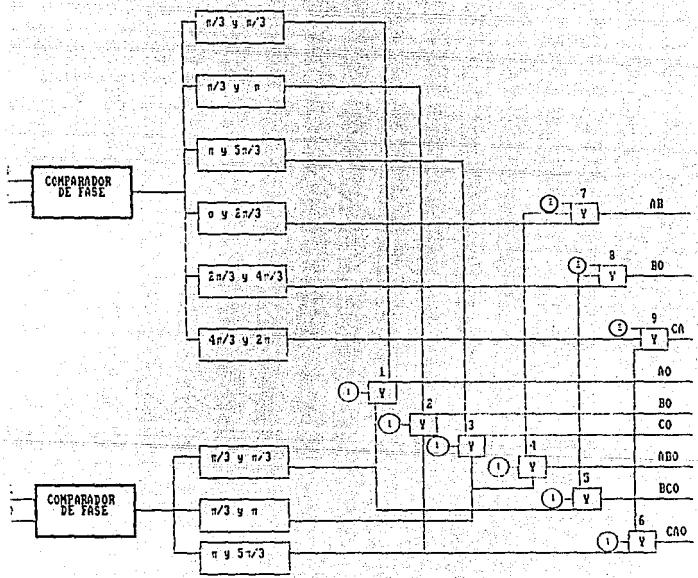 π/3 y π/3
π/3 y π
π y 5π/3
COMPARADOR
DE FASE
o y 2π/3
2π/3 y 4π/3
4π/3 y 2π
7
Y
AB
8
Y
BO
9
Y
CA
1
Y
AO
2
Y
BO
3
Y
CO
4
Y
ABO
5
Y
BCO
6
Y
CAO
π/3 y π/3
COMPARADOR
DE FASE
π/3 y π
π y 5π/3